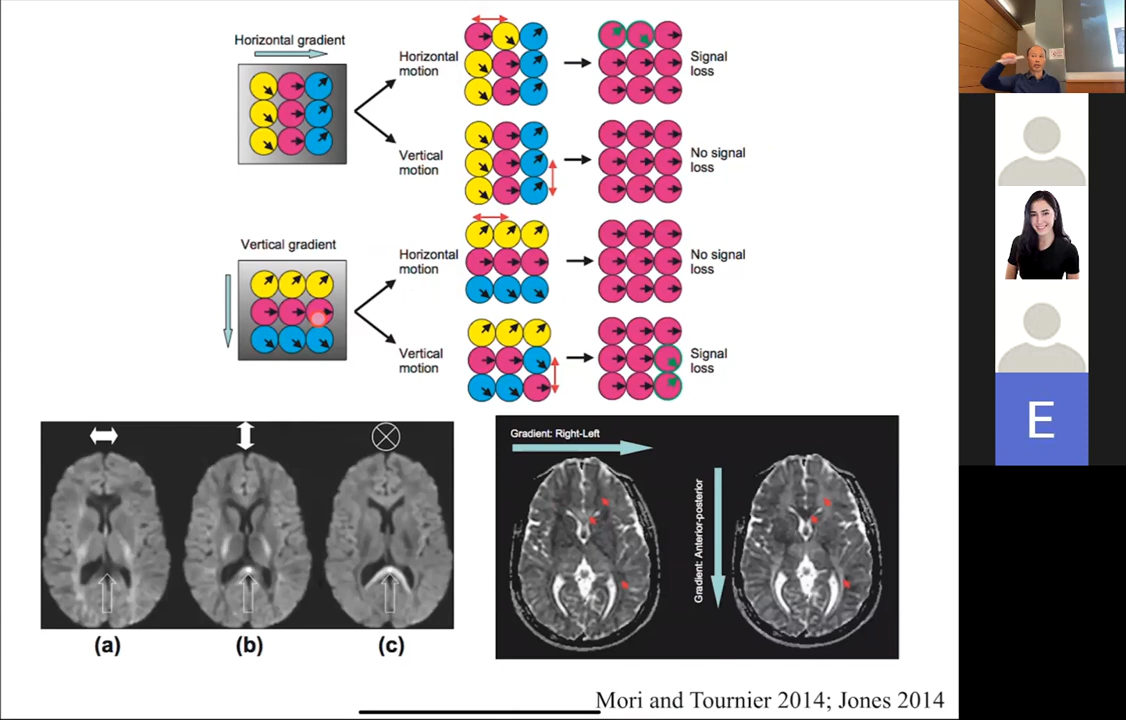 Horizontal gradient
Horizontal
motion
Signal
loss
Vertical
motion
No signal
loss
Vertical gradient
Horizontal
motion
No signal
loss
Vertical
motion
Signal
loss
(a)
(b)
(c)
Gradient: Right-Left
Gradient: Anterior-posterior
Mori and Tournier 2014; Jones 2014
E